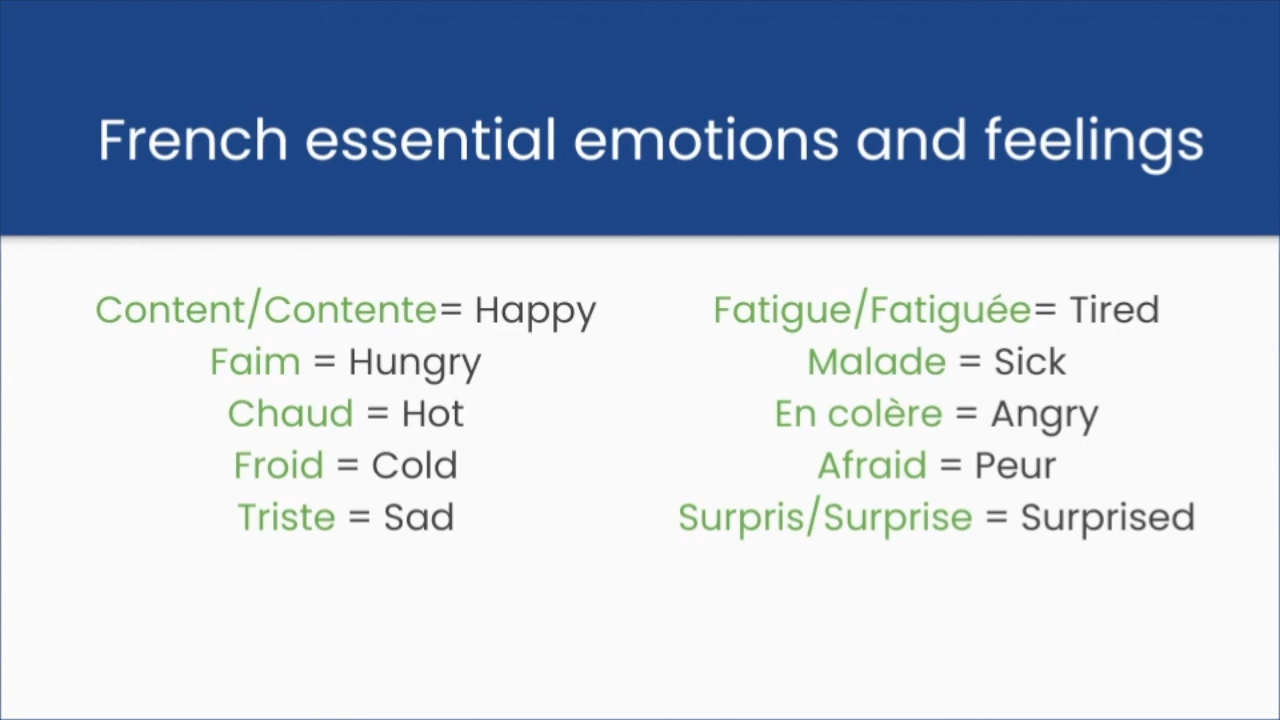 French essential emotions and feelings
Content/Contente= Happy
Faim = Hungry
Chaud = Hot
Froid = Cold
Triste = Sad
Fatigue/Fatiguée= Tired
Malade = Sick
En colère = Angry
Afraid = Peur
Surpris/Surprise = Surprised